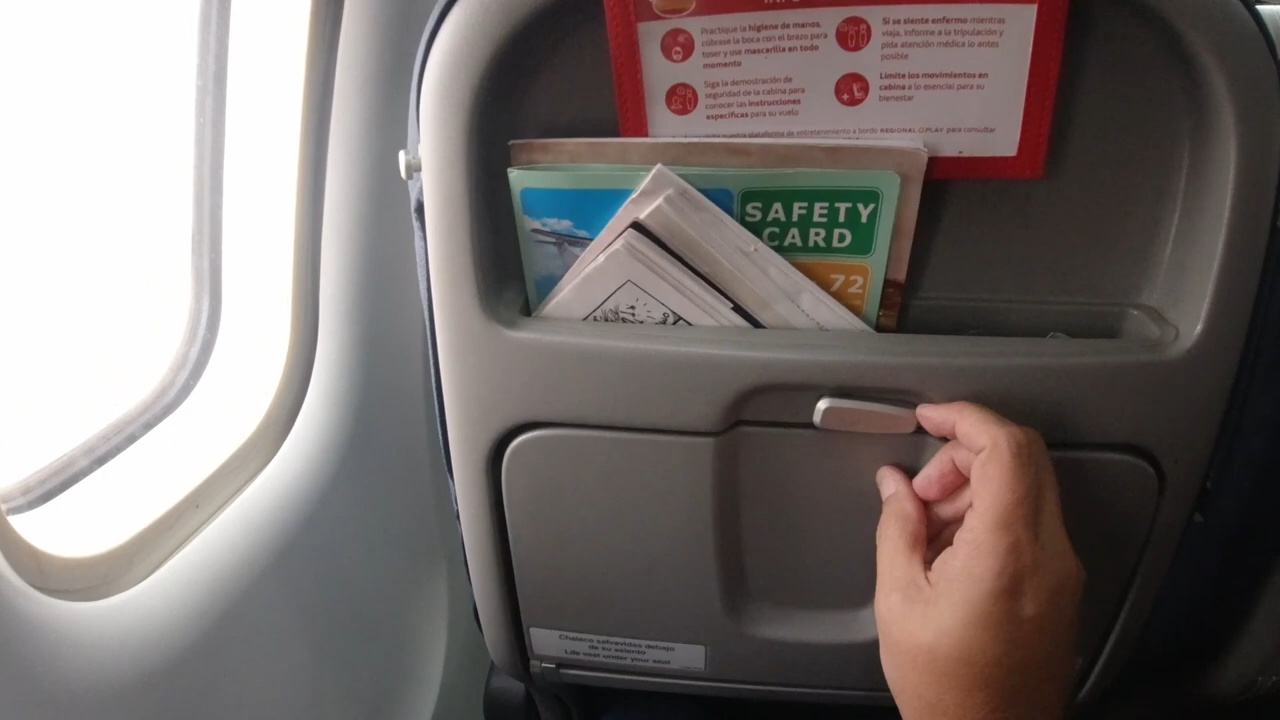 Practique la higiene de manos,
cúbrase la boca con el brazo para
toser y use mascarilla en todo
momento
Siga la demostración de
seguridad de la cabina para
conocer las instrucciones
específicas para su vuelo
Si se siente enfermo mientras
viaja, informe a la tripulación y
pida atención médica lo antes
posible
Limite los movimientos en
cabina a lo esencial para su
bienestar
nuestra plataforma de entretenimiento a bordo REGIONAL PLAY para consultar
SAFETY
CARD
72
Chaleco salvavidas debajo
de su asiento
Life vest under your seat